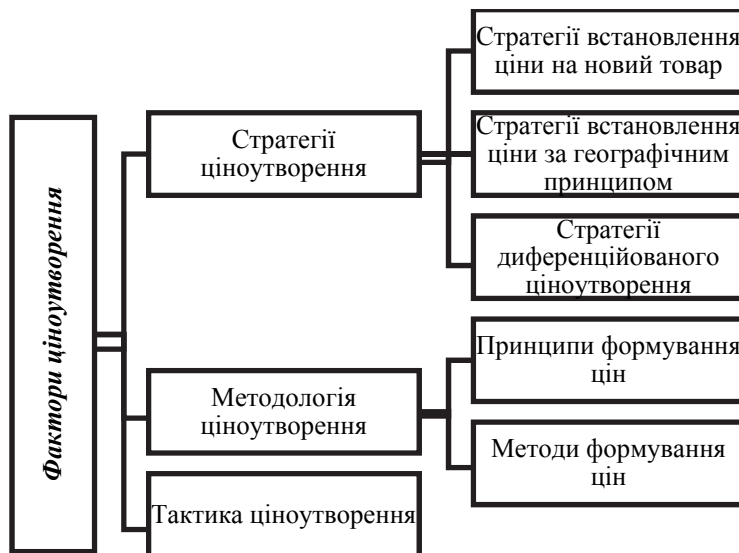 Фактори ціноутворення
Стратегії
ціноутворення
Стратегії встановлення
ціни на новий товар
Стратегії встановлення
ціни за географічним
принципом
Стратегії
диференційованого
ціноутворення
Методологія
ціноутворення
Принципи формування
цін
Методи формування
цін
Тактика ціноутворення